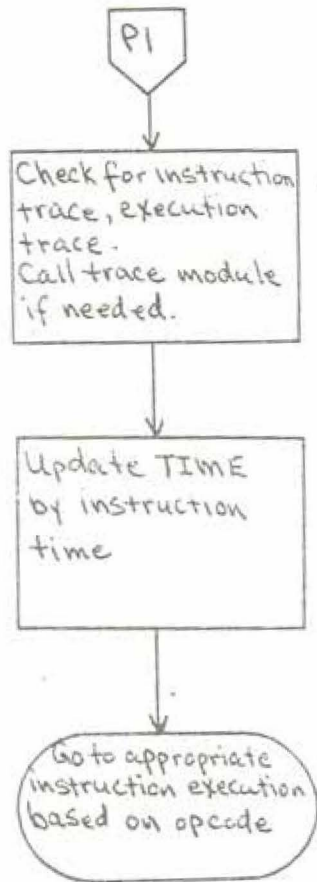 P1
Check for instruction
trace, execution
trace.
Call trace module
if needed.
Update TIME
by instruction
time
Go to appropriate
instruction execution
based on opcode